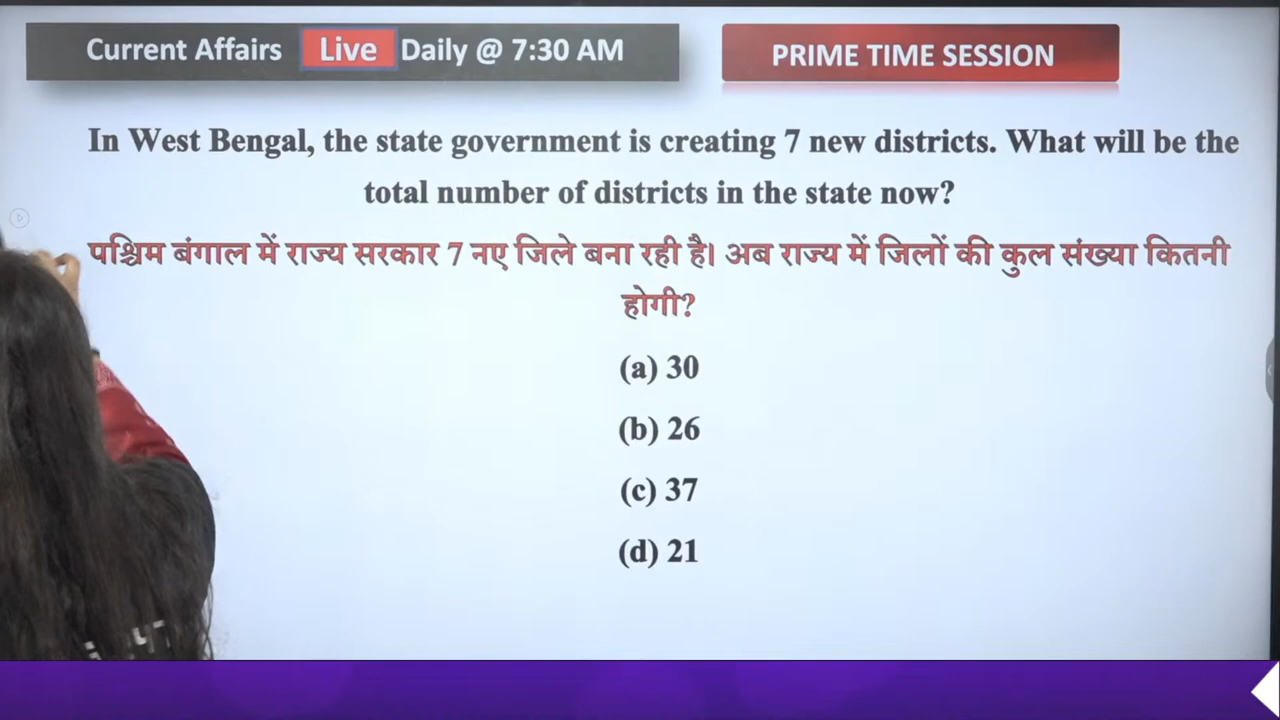 Current Affairs Live Daily @ 7:30 AM
PRIME TIME SESSION
In West Bengal, the state government is creating 7 new districts. What will be the
total number of districts in the state now?
पश्चिम बंगाल में राज्य सरकार 7 नए जिले बना रही है। अब राज्य में जिलों की कुल संख्या कितनी
होगी?
(a) 30
(b) 26
(c) 37
(d) 21